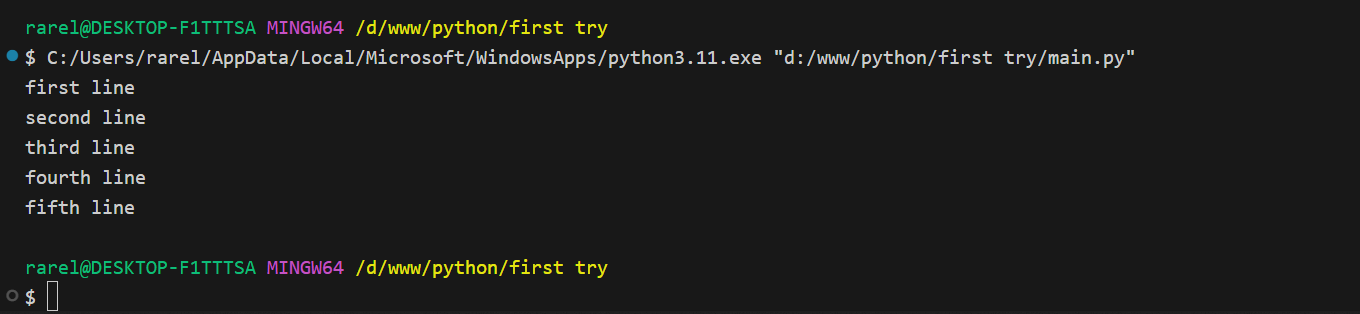 rarel@DESKTOP-F1TTTSA MINGW64 /d/www/python/first try
$ C:/Users/rarel/AppData/Local/Microsoft/WindowsApps/python3.11.exe "d:/www/python/first try/main.py"
first line
second line
third line
fourth line
fifth line
rarel@DESKTOP-F1TTTSA MINGW64 /d/www/python/first try
$